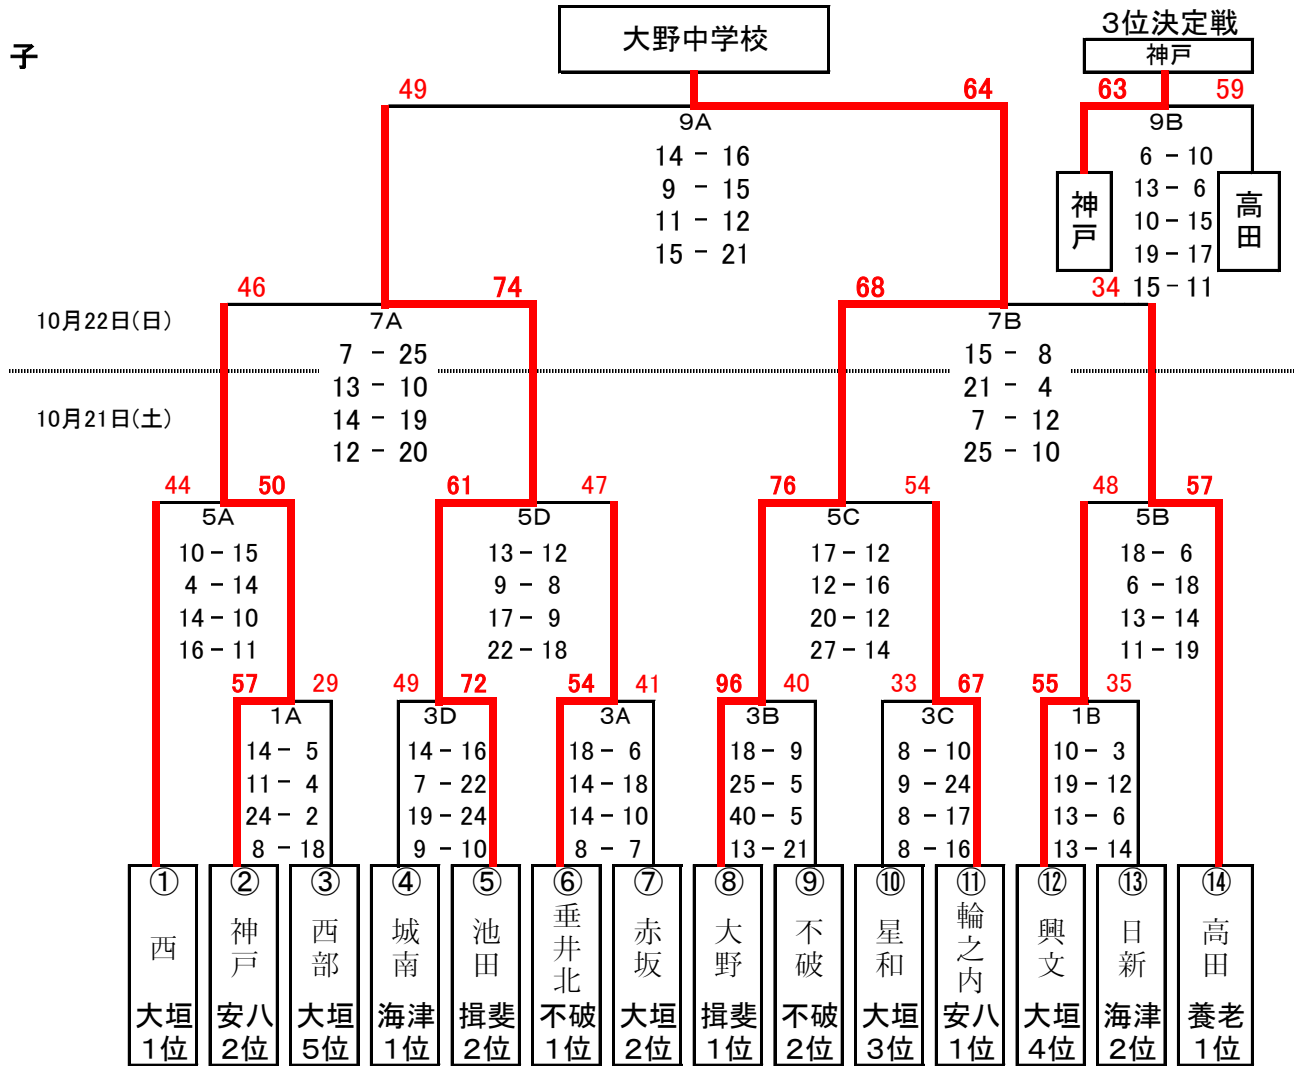 大野中学校
3位決定戦
神戸
子
49
64
63
59
9A
9B
14 - 16
9 - 15
11 - 12
15 - 21
6 - 10
13 - 6
10 - 15
19 - 17
15 - 11
神戸
高田
46
74
68
34
10月22日(日)
7A
7B
7 - 25
13 - 10
14 - 19
12 - 20
15 - 8
21 - 4
7 - 12
25 - 10
10月21日(土)
44
50
61
47
76
54
48
57
5A
5D
5C
5B
10 - 15
4 - 14
14 - 10
16 - 11
13 - 12
9 - 8
17 - 9
22 - 18
17 - 12
12 - 16
20 - 12
27 - 14
18 - 6
6 - 18
13 - 14
11 - 19
57
29
49
72
54
41
96
40
33
67
55
35
1A
3D
3A
3B
3C
1B
14 - 5
11 - 4
24 - 2
8 - 18
14 - 16
7 - 22
19 - 24
9 - 10
18 - 6
14 - 18
14 - 10
8 - 7
18 - 9
25 - 5
40 - 5
13 - 21
8 - 10
9 - 24
8 - 17
8 - 16
10 - 3
19 - 12
13 - 6
13 - 14
①
西
大垣
1位
②
神戸
安八
2位
③
西部
大垣
5位
④
城南
海津
1位
⑤
池田
揖斐
2位
⑥
垂井北
不破
1位
⑦
赤坂
大垣
2位
⑧
大野
揖斐
1位
⑨
不破
不破
2位
⑩
星和
大垣
3位
⑪
輪之内
安八
1位
⑫
興文
大垣
4位
⑬
日新
海津
2位
⑭
高田
養老
1位